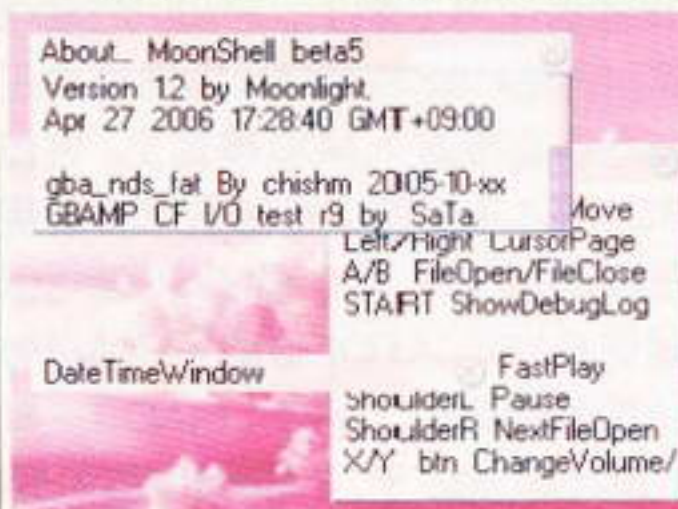 About... MoonShell beta5
Version 1.2 by Moonlight.
Apr 27 2006 17:28:40 GMT+09:00
gba_nds_fat By chishm 20105-10-xx
GBAMP CF I/O test r9 by SaTa.
Move
Left/Right CursorPage
A/B FileOpen/FileClose
START ShowDebugLog
DateTimeWindow
FastPlay
ShoulderL Pause
ShoulderR NextFileOpen
X/Y btn ChangeVolume/